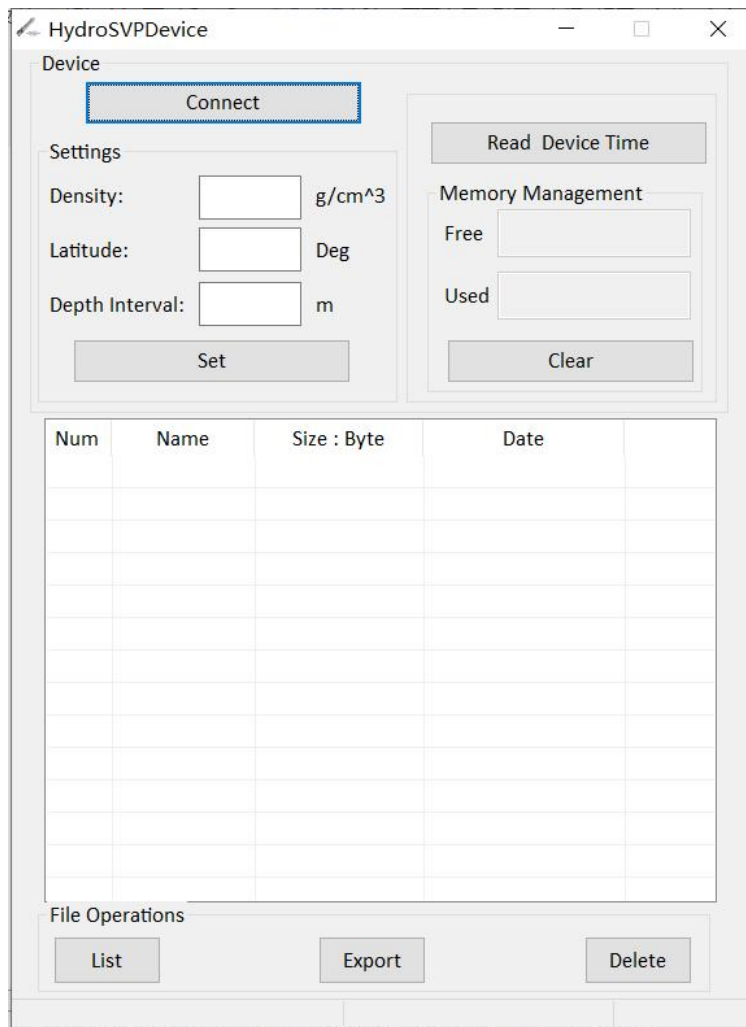 HydroSVPDevice
Device
Connect
Read Device Time
Settings
Density: g/cm^3
Latitude: Deg
Depth Interval: m
Set
Memory Management
Free
Used
Clear
Num Name Size : Byte Date
File Operations
List Export Delete